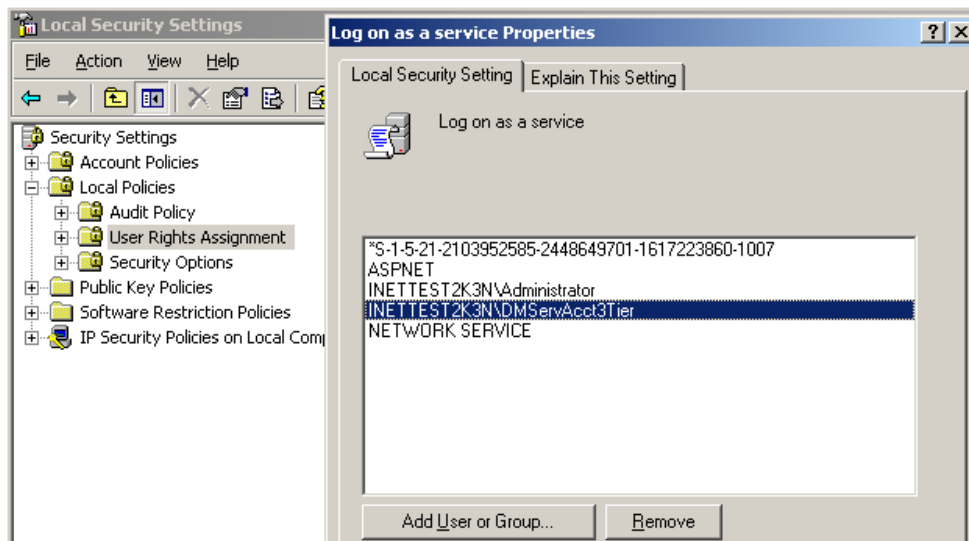 Local Security Settings
File Action View Help
Security Settings
Account Policies
Local Policies
Audit Policy
User Rights Assignment
Security Options
Public Key Policies
Software Restriction Policies
IP Security Policies on Local Com
Log on as a service Properties
Local Security Setting
Explain This Setting
Log on as a service
*S-1-5-21-2103952585-2448649701-1617223860-1007
ASPNET
INETTEST2K3N\Administrator
INETTEST2K3N\DMServAcct3Tier
NETWORK SERVICE
Add User or Group...
Remove